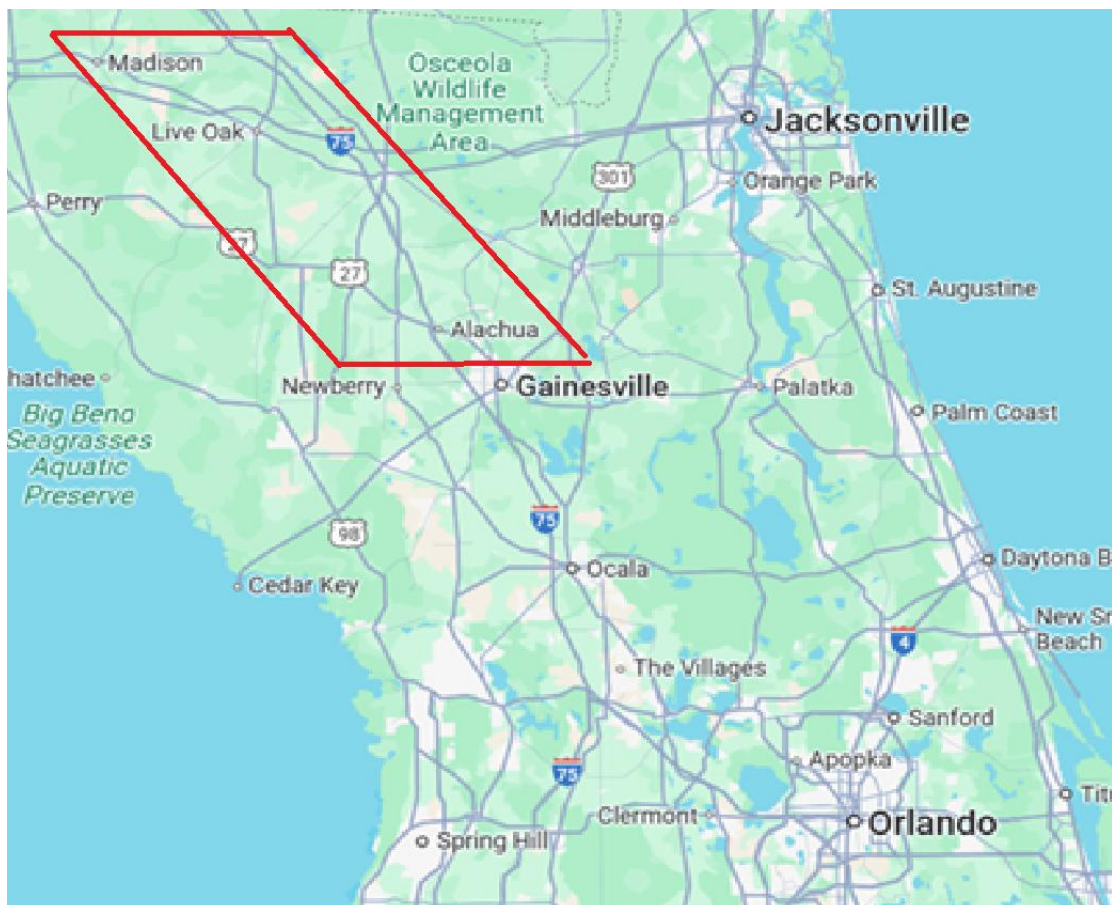 Madison
Osceola
Wildlife
Management
Area
Live Oak
75
Jacksonville
301
Orange Park
Perry
Middleburg
27
27
St. Augustine
Alachua
hatchee
Newberry
Gainesville
Palatka
Big Bend
Seagrasses
Aquatic
Preserve
Palm Coast
75
98
Ocala
Daytona B
Cedar Key
New Sm
Beach
4
The Villages
Sanford
75
Apopka
Titu
Clermont
Orlando
Spring Hill